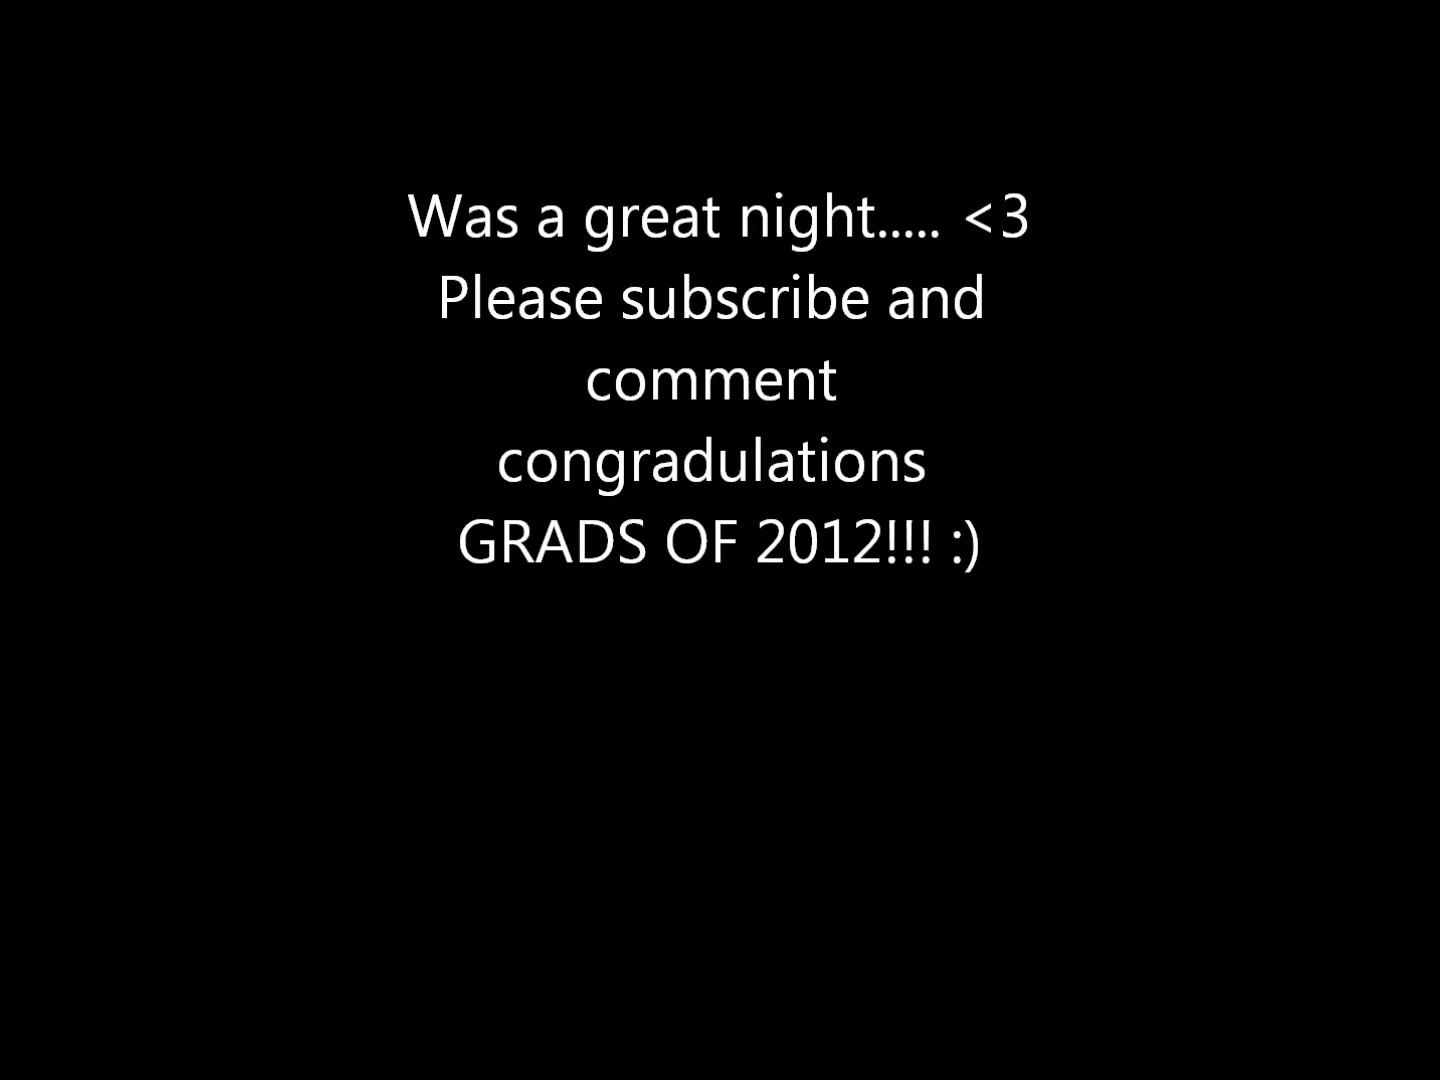 Was a great night..... <3
Please subscribe and
comment
congradulations
GRADS OF 2012!!! :)